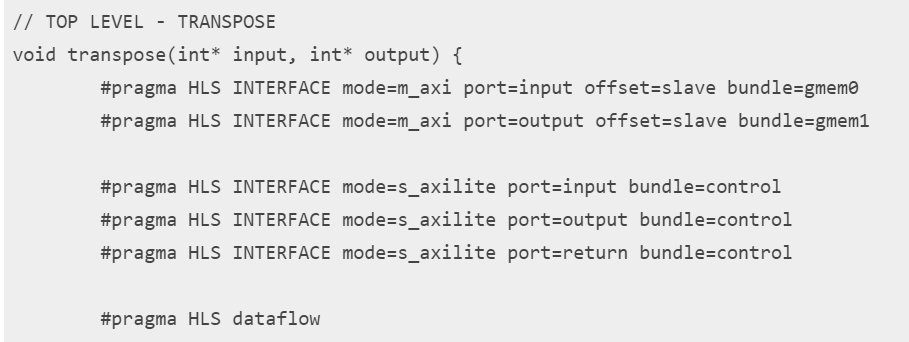 // TOP LEVEL - TRANSPOSE
void transpose(int* input, int* output) {
#pragma HLS INTERFACE mode=m_axi port=input offset=slave bundle=gmem0
#pragma HLS INTERFACE mode=m_axi port=output offset=slave bundle=gmem1
#pragma HLS INTERFACE mode=s_axilite port=input bundle=control
#pragma HLS INTERFACE mode=s_axilite port=output bundle=control
#pragma HLS INTERFACE mode=s_axilite port=return bundle=control
#pragma HLS dataflow